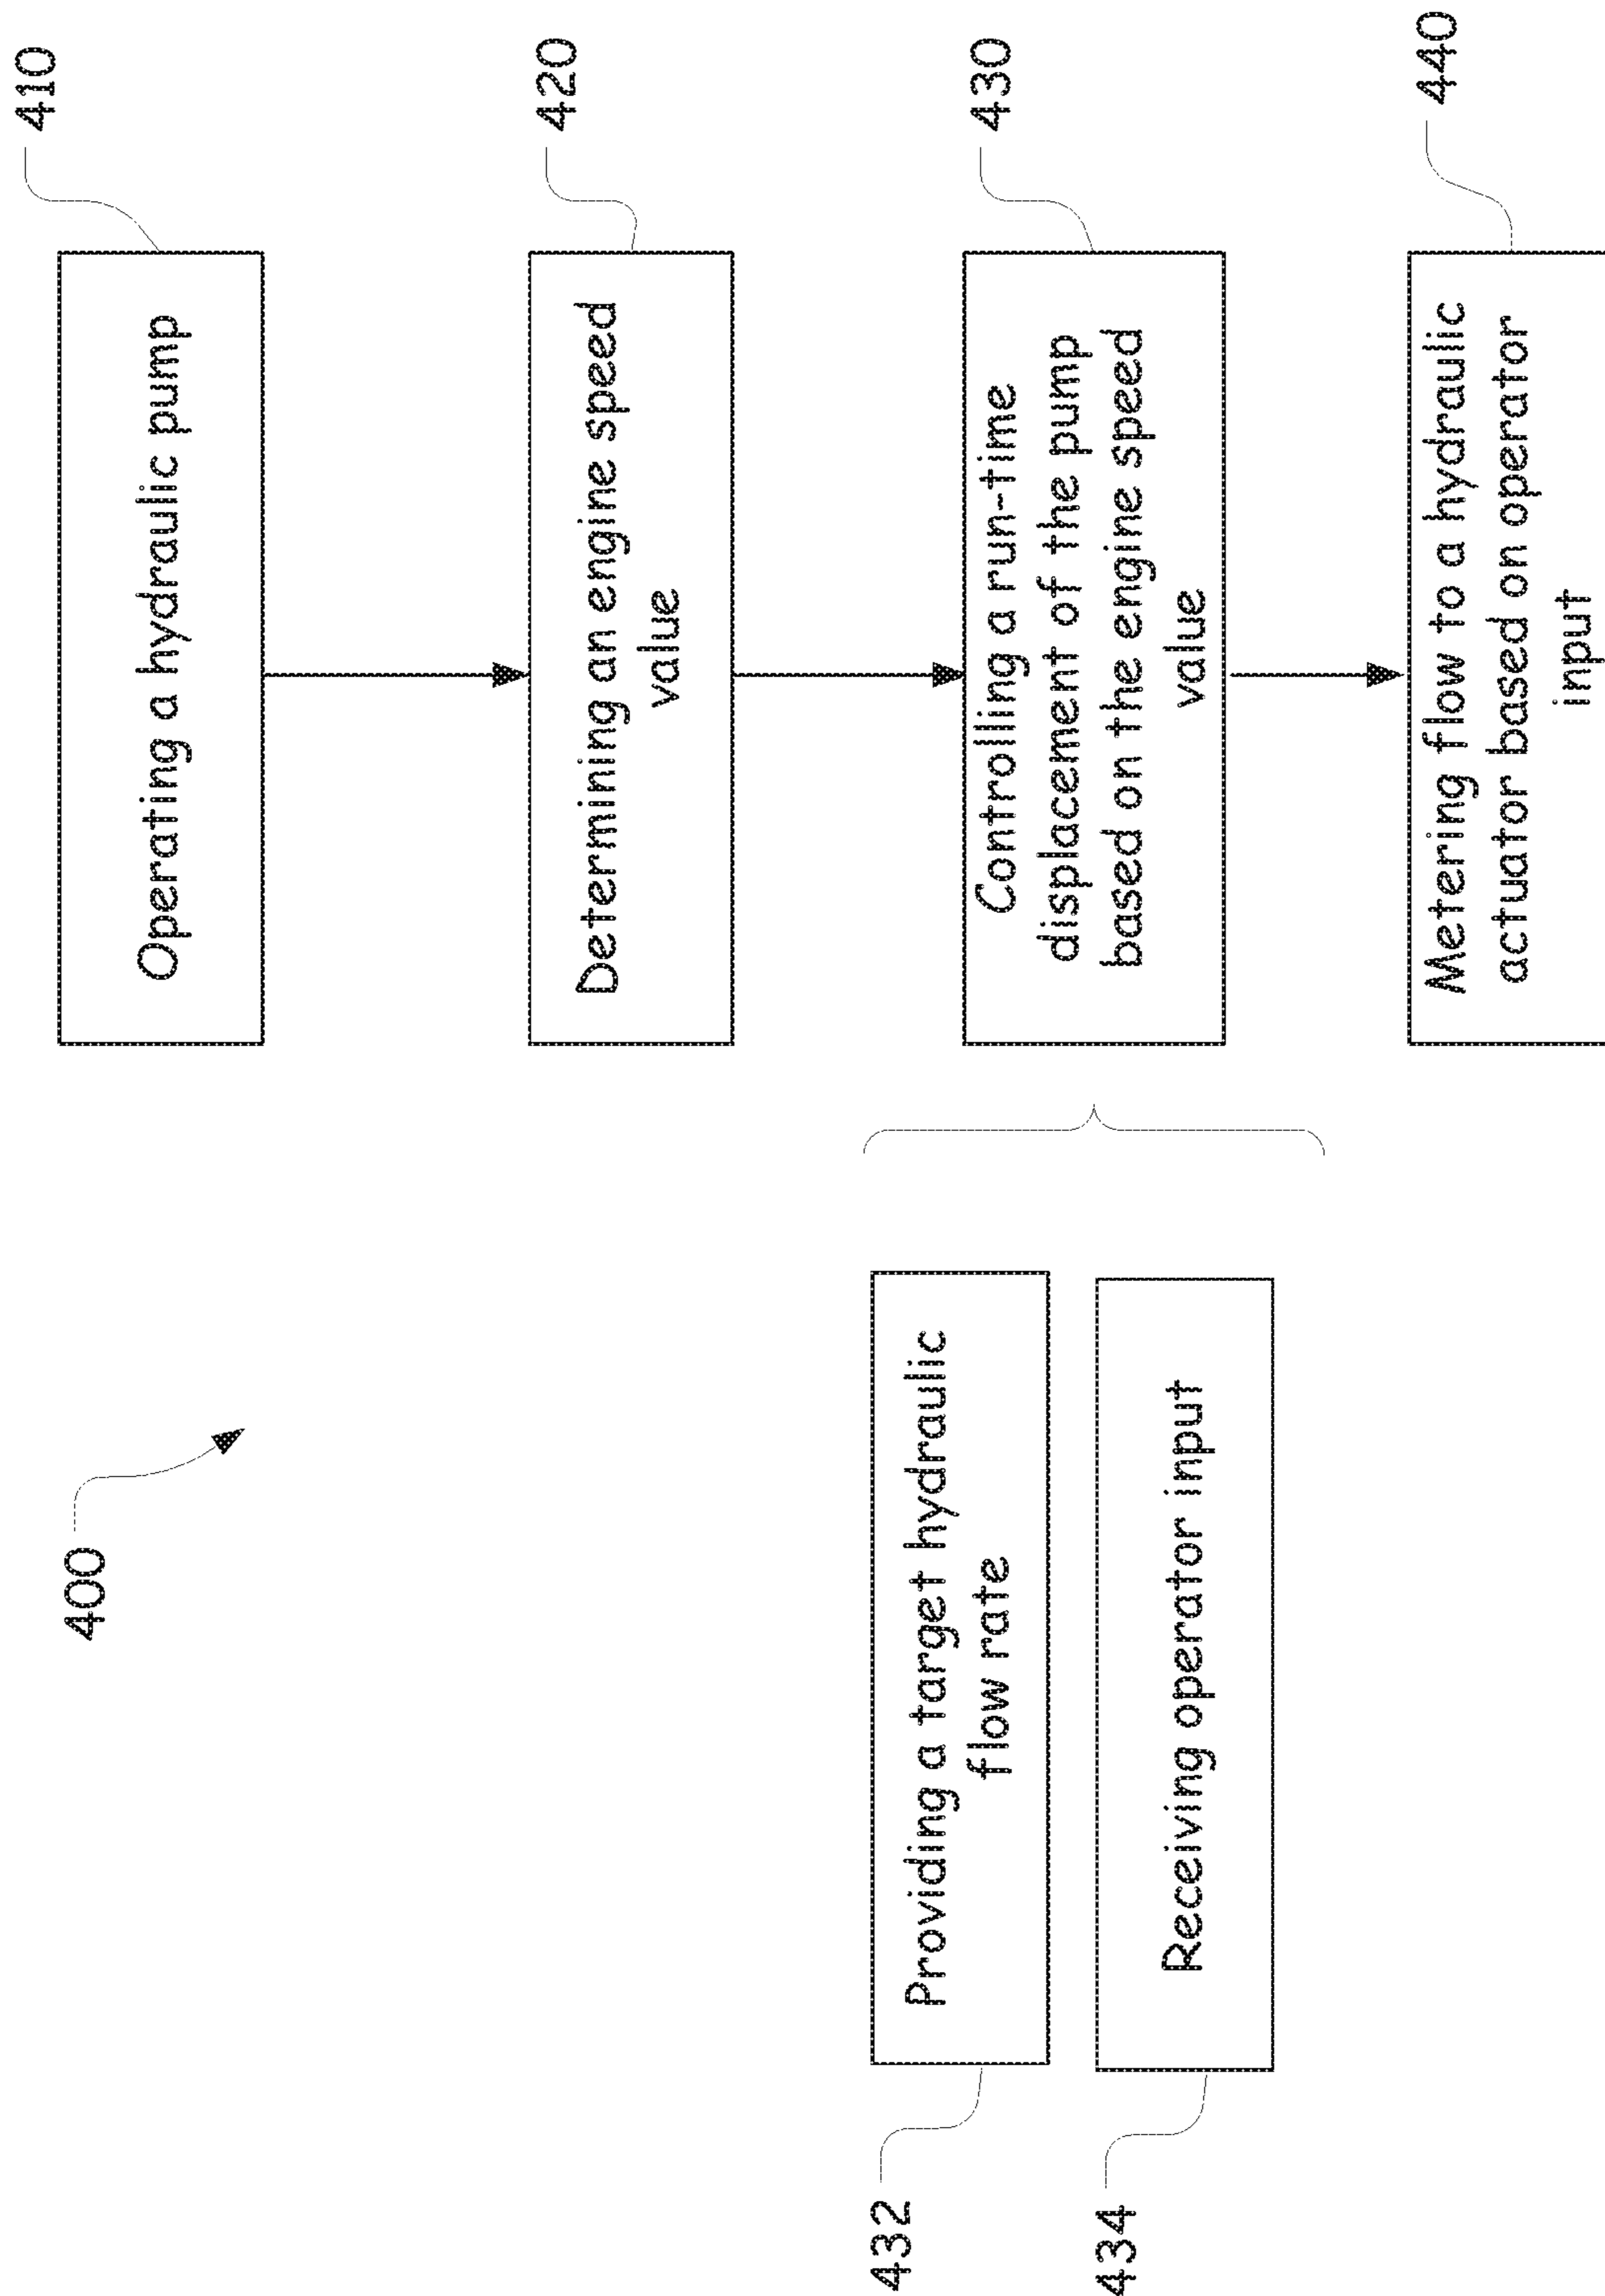 400
410
Operating a hydraulic pump
420
Determining an engine speed
value
430
Controlling a run-time
displacement of the pump
based on the engine speed
value
432
Providing a target hydraulic
flow rate
434
Receiving operator input
440
Metering flow to a hydraulic
actuator based on operator
input